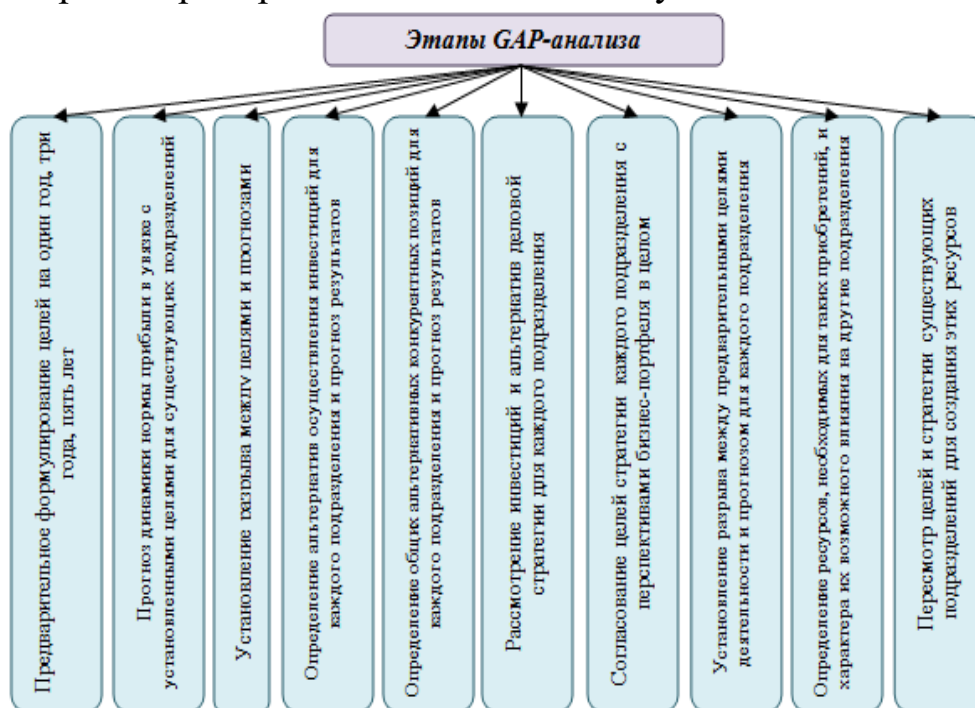 Этапы GAP-анализа
Предварительное формулирование целей на один год, три
года, пять лет
Прогноз динамики нормы прибыли в увязке с
установленными целями для существующих подразделений
Установление разрыва между целями и прогнозами
Определение альтернатив осуществления инвестиций для
каждого подразделения и прогноз результатов
Определение общих альтернативных конкурентных позиций для
каждого подразделения и прогноз результатов
Рассмотрение инвестиций и альтернатив деловой
стратегии для каждого подразделения
Согласование целей стратегии каждого подразделения с
перспективами бизнес-портфеля в целом
Установление разрыва между предварительными целями
деятельности и прогнозом для каждого подразделения
Определение ресурсов, необходимых для таких приобретений, и
характера их возможного влияния на другие подразделения
Пересмотр целей и стратегии существующих
подразделений для создания этих ресурсов